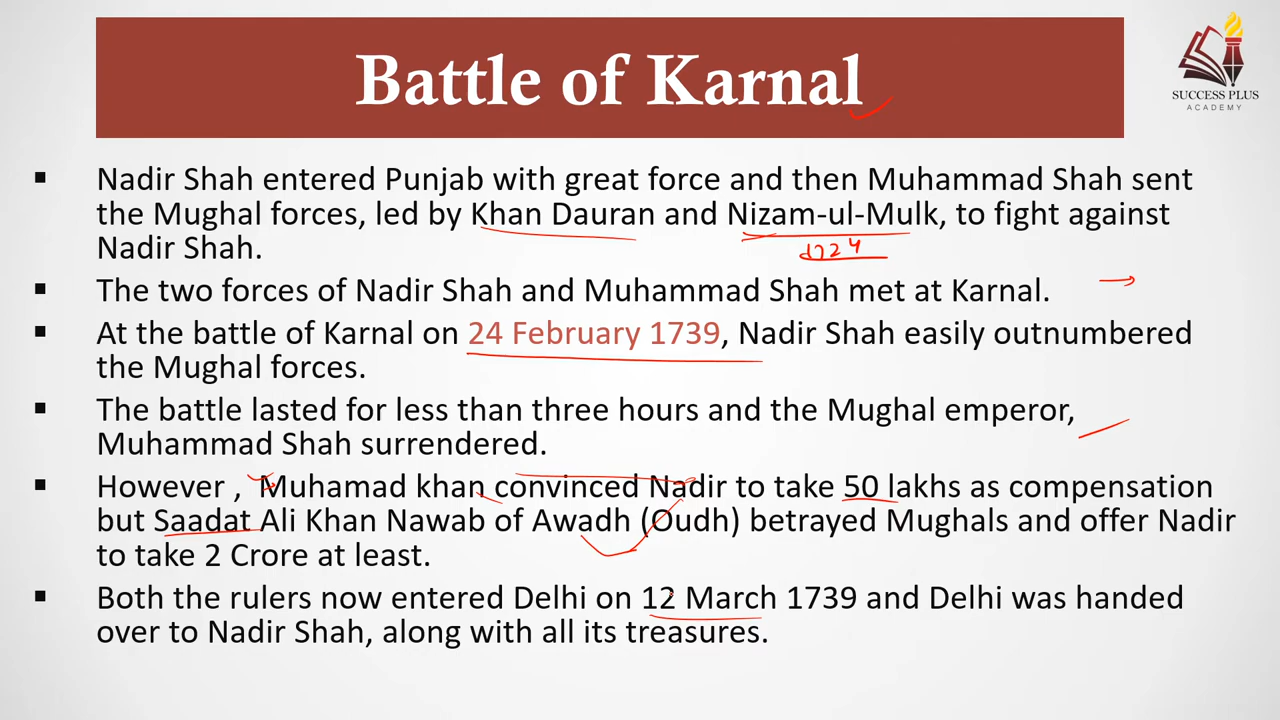 Battle of Karnal
SUCCESS PLUS
ACADEMY
▪ Nadir Shah entered Punjab with great force and then Muhammad Shah sent
the Mughal forces, led by Khan Dauran and Nizam-ul-Mulk, to fight against
1724
Nadir Shah.
▪ The two forces of Nadir Shah and Muhammad Shah met at Karnal.
▪ At the battle of Karnal on 24 February 1739, Nadir Shah easily outnumbered
the Mughal forces.
▪ The battle lasted for less than three hours and the Mughal emperor,
Muhammad Shah surrendered.
▪ However , Muhamad khan convinced Nadir to take 50 lakhs as compensation
but Saadat Ali Khan Nawab of Awadh (Oudh) betrayed Mughals and offer Nadir
to take 2 Crore at least.
▪ Both the rulers now entered Delhi on 12 March 1739 and Delhi was handed
over to Nadir Shah, along with all its treasures.